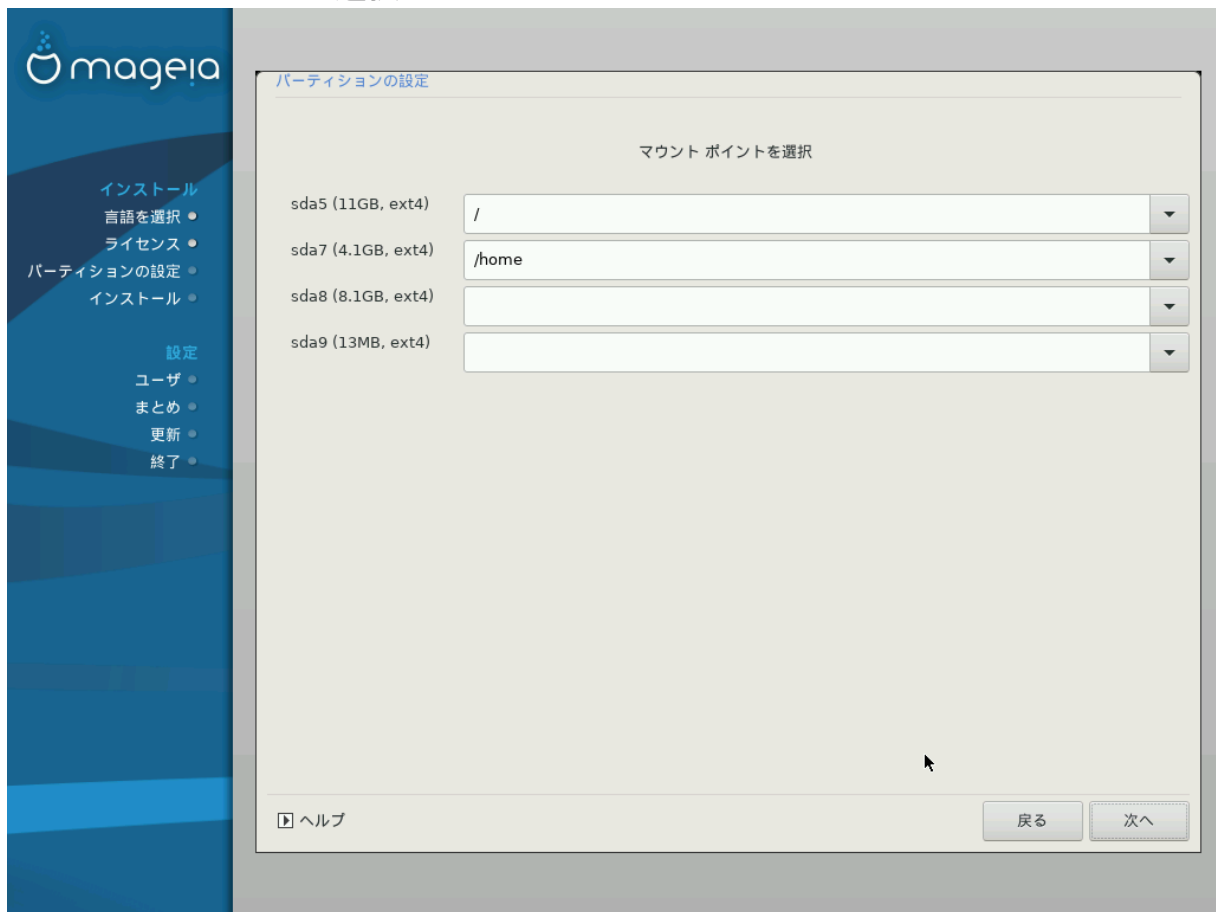 mageia
インストール
言語を選択
ライセンス
パーティションの設定
インストール
設定
ユーザ
まとめ
更新
終了
パーティションの設定
マウント ポイントを選択
sda5 (11GB, ext4) /
sda7 (4.1GB, ext4) /home
sda8 (8.1GB, ext4)
sda9 (13MB, ext4)
ヘルプ 戻る 次へ